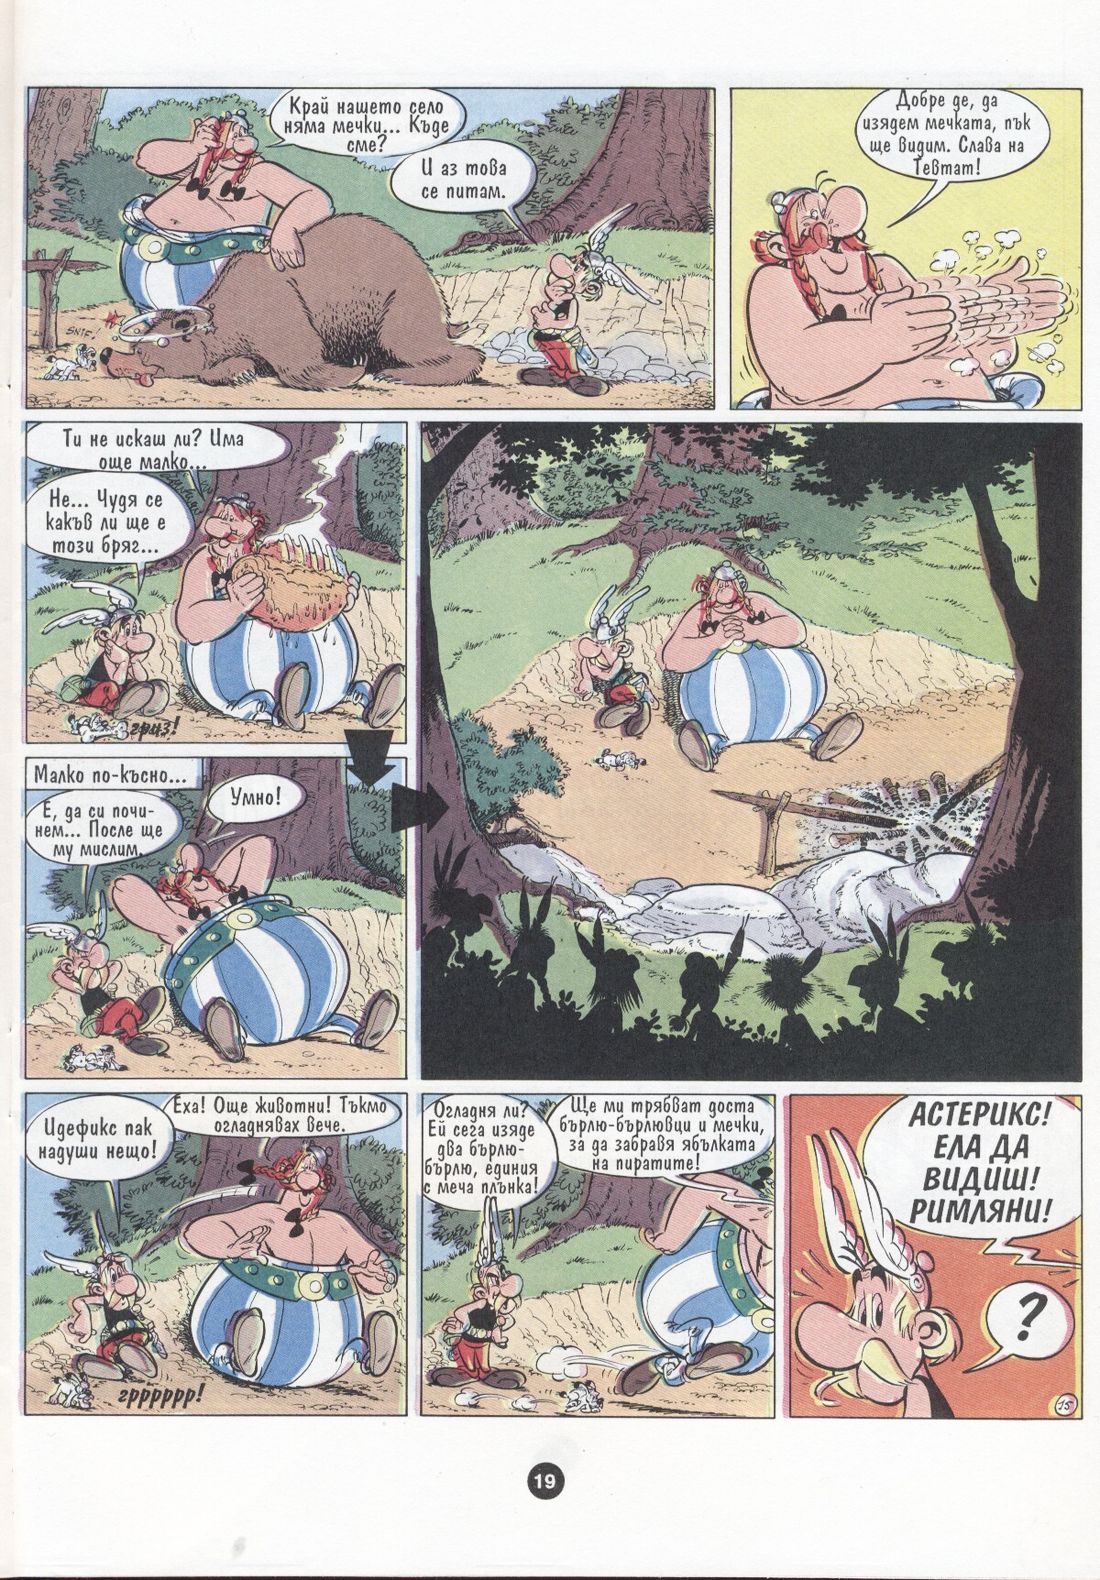 Край нашето село
няма мечки... Къде
сме?
И аз това
се питам.
SNIF
Добре де, да
изядем мечката, пък
ще видим. Слава на
Тевтат!
Ти не искаш ли? Има
още малко...
Не... Чудя се
какъв ли ще е
този бряг...
гриз!
Малко по-късно...
Е, да си почи-
нем... После ще
му мислим.
Умно!
Идефикс пак
надуши нещо!
Еха! Още животни! Тъкмо
огладнявах вече.
гррррррр!
Огладня ли?
Ей сега изяде
два бърлю-
бърлю, единия
с меча плънка!
Ще ми трябват доста
бърлю-бърлювци и мечки,
за да забравя ябълката
на пиратите!
АСТЕРИКС!
ЕЛА ДА
ВИДИШ!
РИМЛЯНИ!
?
15
19